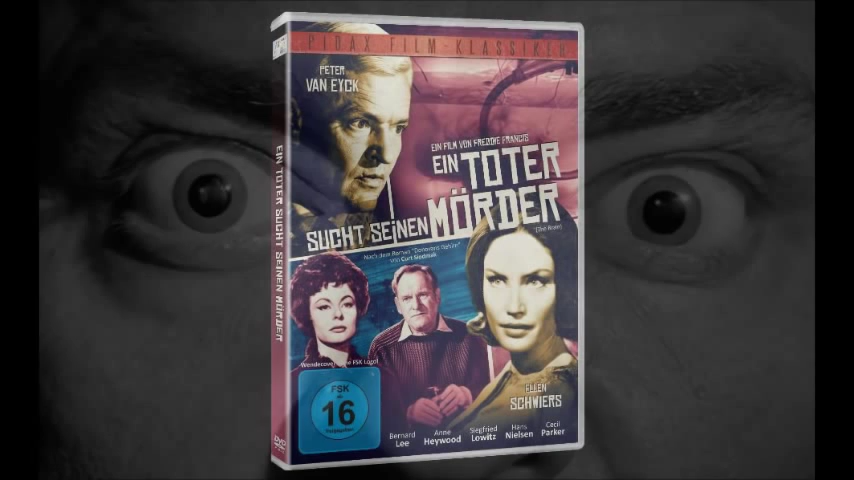 PIDAX FILM-KLASSIKER
PETER
VAN EYCK
EIN FILM VON FREDDIE FRANCIS
EIN TOTER
SUCHT SEINEN MÖRDER
(The Brain)
Nach dem Roman "Donovans Gehirn"
von Curt Siodmak
EIN TOTER SUCHT SEINEN MÖRDER
Wendecover ohne FSK-Logo!
FSK
ab
16
freigegeben
ELLEN
SCHWIERS
Bernard Lee
Anne Heywood
Siegfried Lowitz
Hans Nielsen
Cecil Parker
DVD